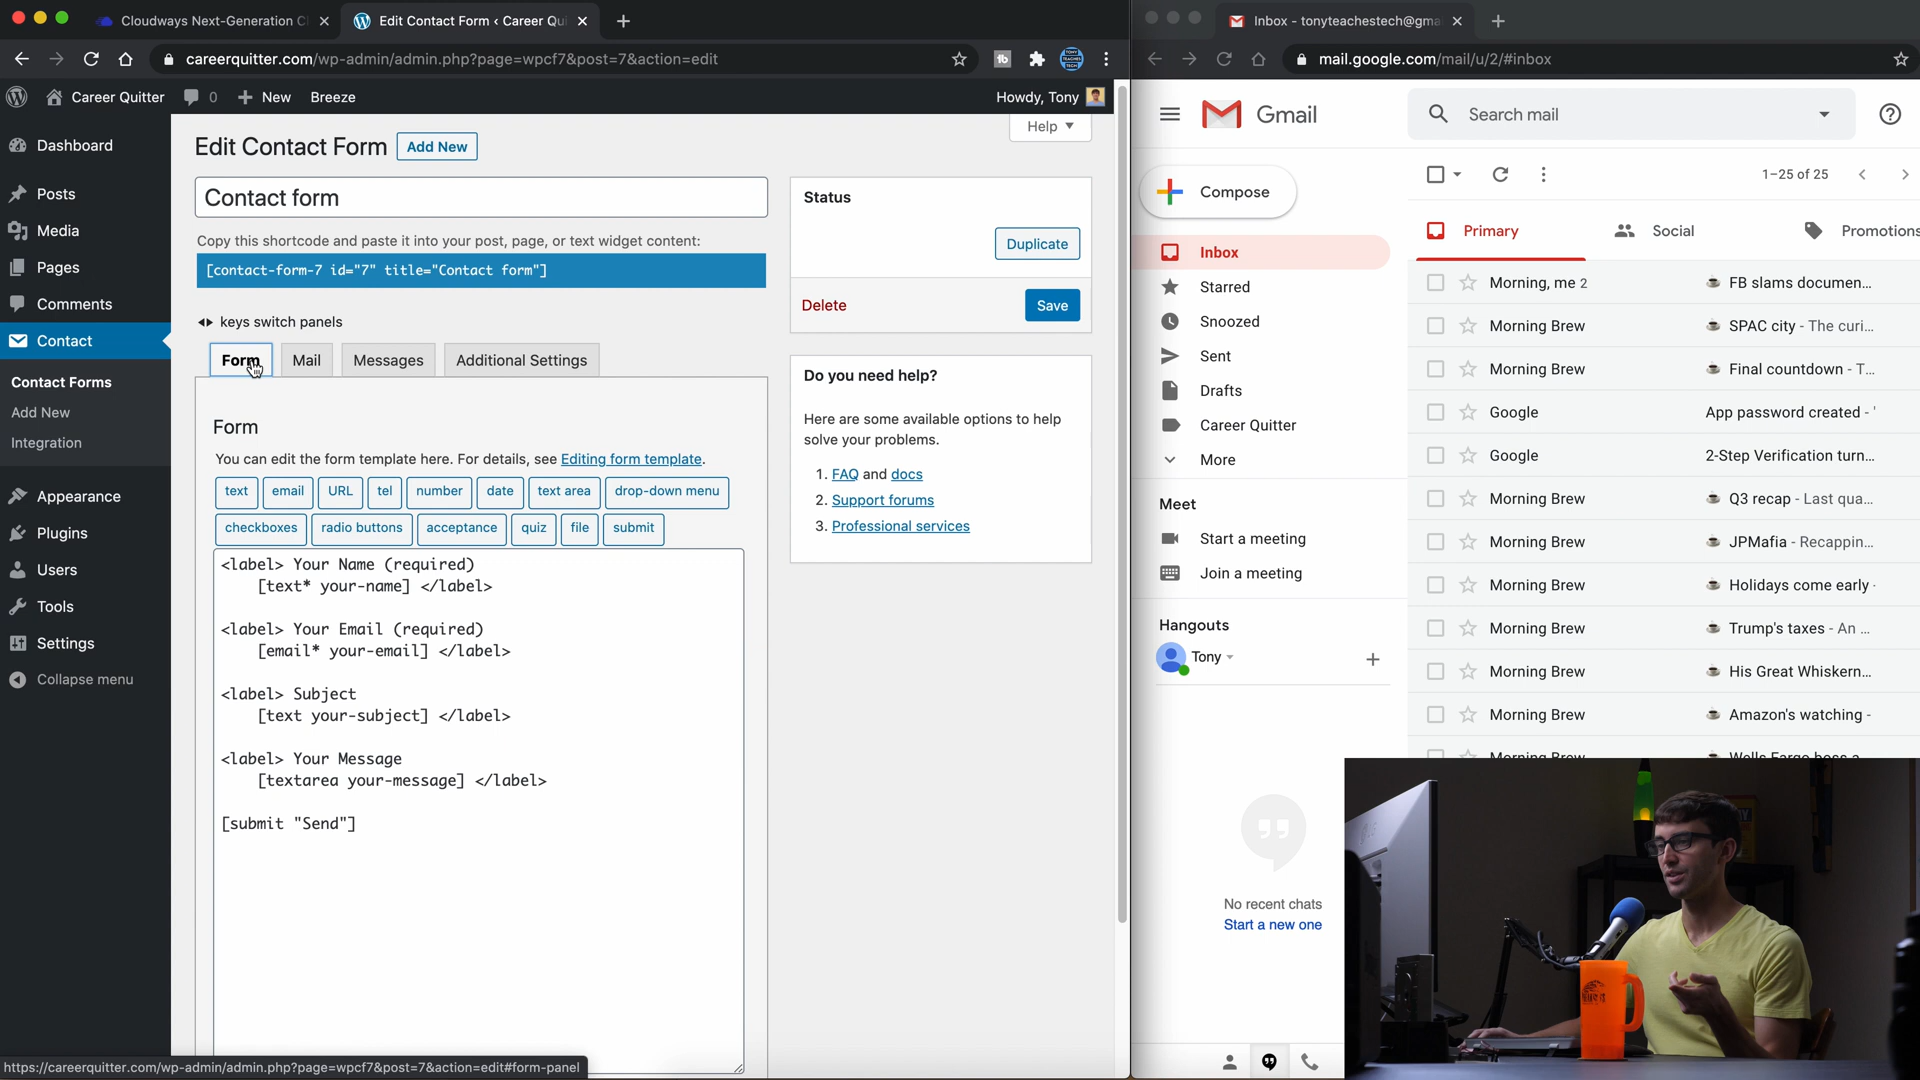 Cloudways Next-Generation C
Edit Contact Form ‹ Career Qui
careerquitter.com/wp-admin/admin.php?page=wpcf7&post=7&action=edit
Career Quitter
0
New
Breeze
Howdy, Tony
Dashboard
Posts
Media
Pages
Comments
Contact
Contact Forms
Add New
Integration
Appearance
Plugins
Users
Tools
Settings
Collapse menu
Help
Edit Contact Form
Add New
Contact form
Copy this shortcode and paste it into your post, page, or text widget content:
[contact-form-7 id="7" title="Contact form"]
keys switch panels
Form
Mail
Messages
Additional Settings
Form
You can edit the form template here. For details, see Editing form template.
text
email
URL
tel
number
date
text area
drop-down menu
checkboxes
radio buttons
acceptance
quiz
file
submit
<label> Your Name (required)
[text* your-name] </label>
<label> Your Email (required)
[email* your-email] </label>
<label> Subject
[text your-subject] </label>
<label> Your Message
[textarea your-message] </label>
[submit "Send"]
Status
Duplicate
Delete
Save
Do you need help?
Here are some available options to help
solve your problems.
1. FAQ and docs
2. Support forums
3. Professional services
https://careerquitter.com/wp-admin/admin.php?page=wpcf7&post=7&action=edit#form-panel
Inbox - tonyteachestech@gma
mail.google.com/mail/u/2/#inbox
Gmail
Search mail
Compose
Inbox
Starred
Snoozed
Sent
Drafts
Career Quitter
More
Meet
Start a meeting
Join a meeting
Hangouts
Tony
No recent chats
Start a new one
1–25 of 25
Primary
Social
Promotions
Morning, me 2
FB slams documen...
Morning Brew
SPAC city - The curi...
Morning Brew
Final countdown - T...
Google
App password created - '
Google
2-Step Verification turn...
Morning Brew
Q3 recap - Last qua...
Morning Brew
JPMafia - Recappin...
Morning Brew
Holidays come early -
Morning Brew
Trump's taxes - An ...
Morning Brew
His Great Whiskern...
Morning Brew
Amazon's watching -
Morning Brew
Wells Fargo boss a